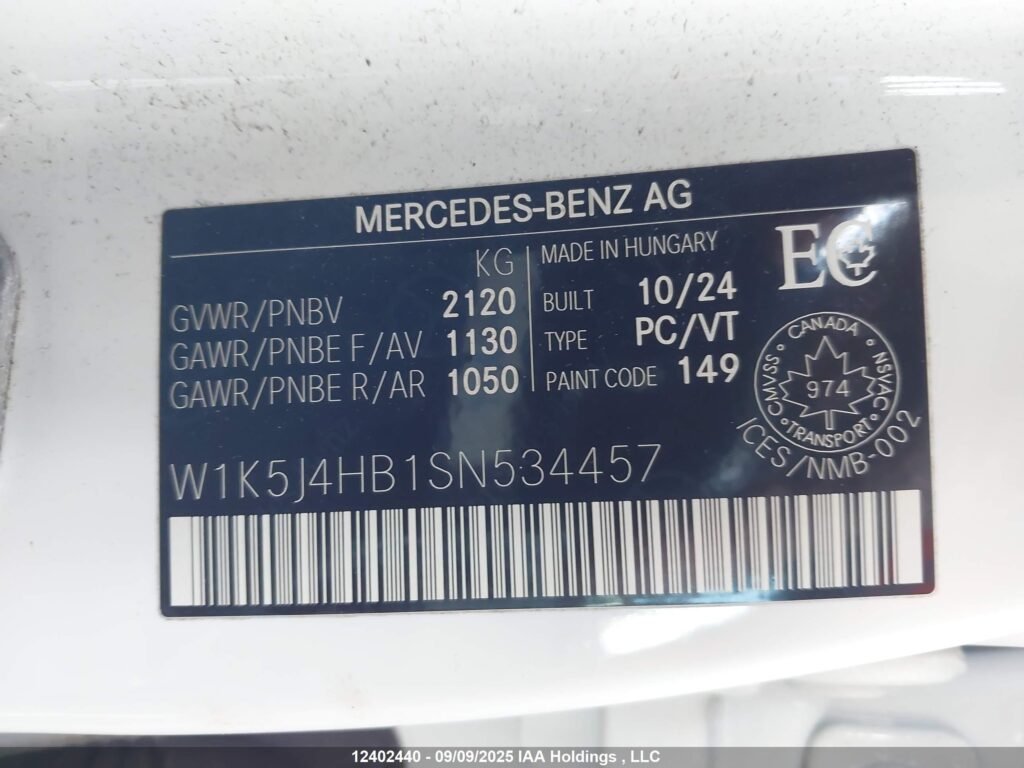 MERCEDES-BENZ AG
KG
GVWR/PNBV 2120
GAWR/PNBE F/AV 1130
GAWR/PNBE R/AR 1050
MADE IN HUNGARY
BUILT 10/24
TYPE PC/VT
PAINT CODE 149
EC
CANADA
CMVSS
974
NSVAC
TRANSPORT
ICES/NMB-002
W1K5J4HB1SN534457
12402440 - 09/09/2025 IAA Holdings , LLC